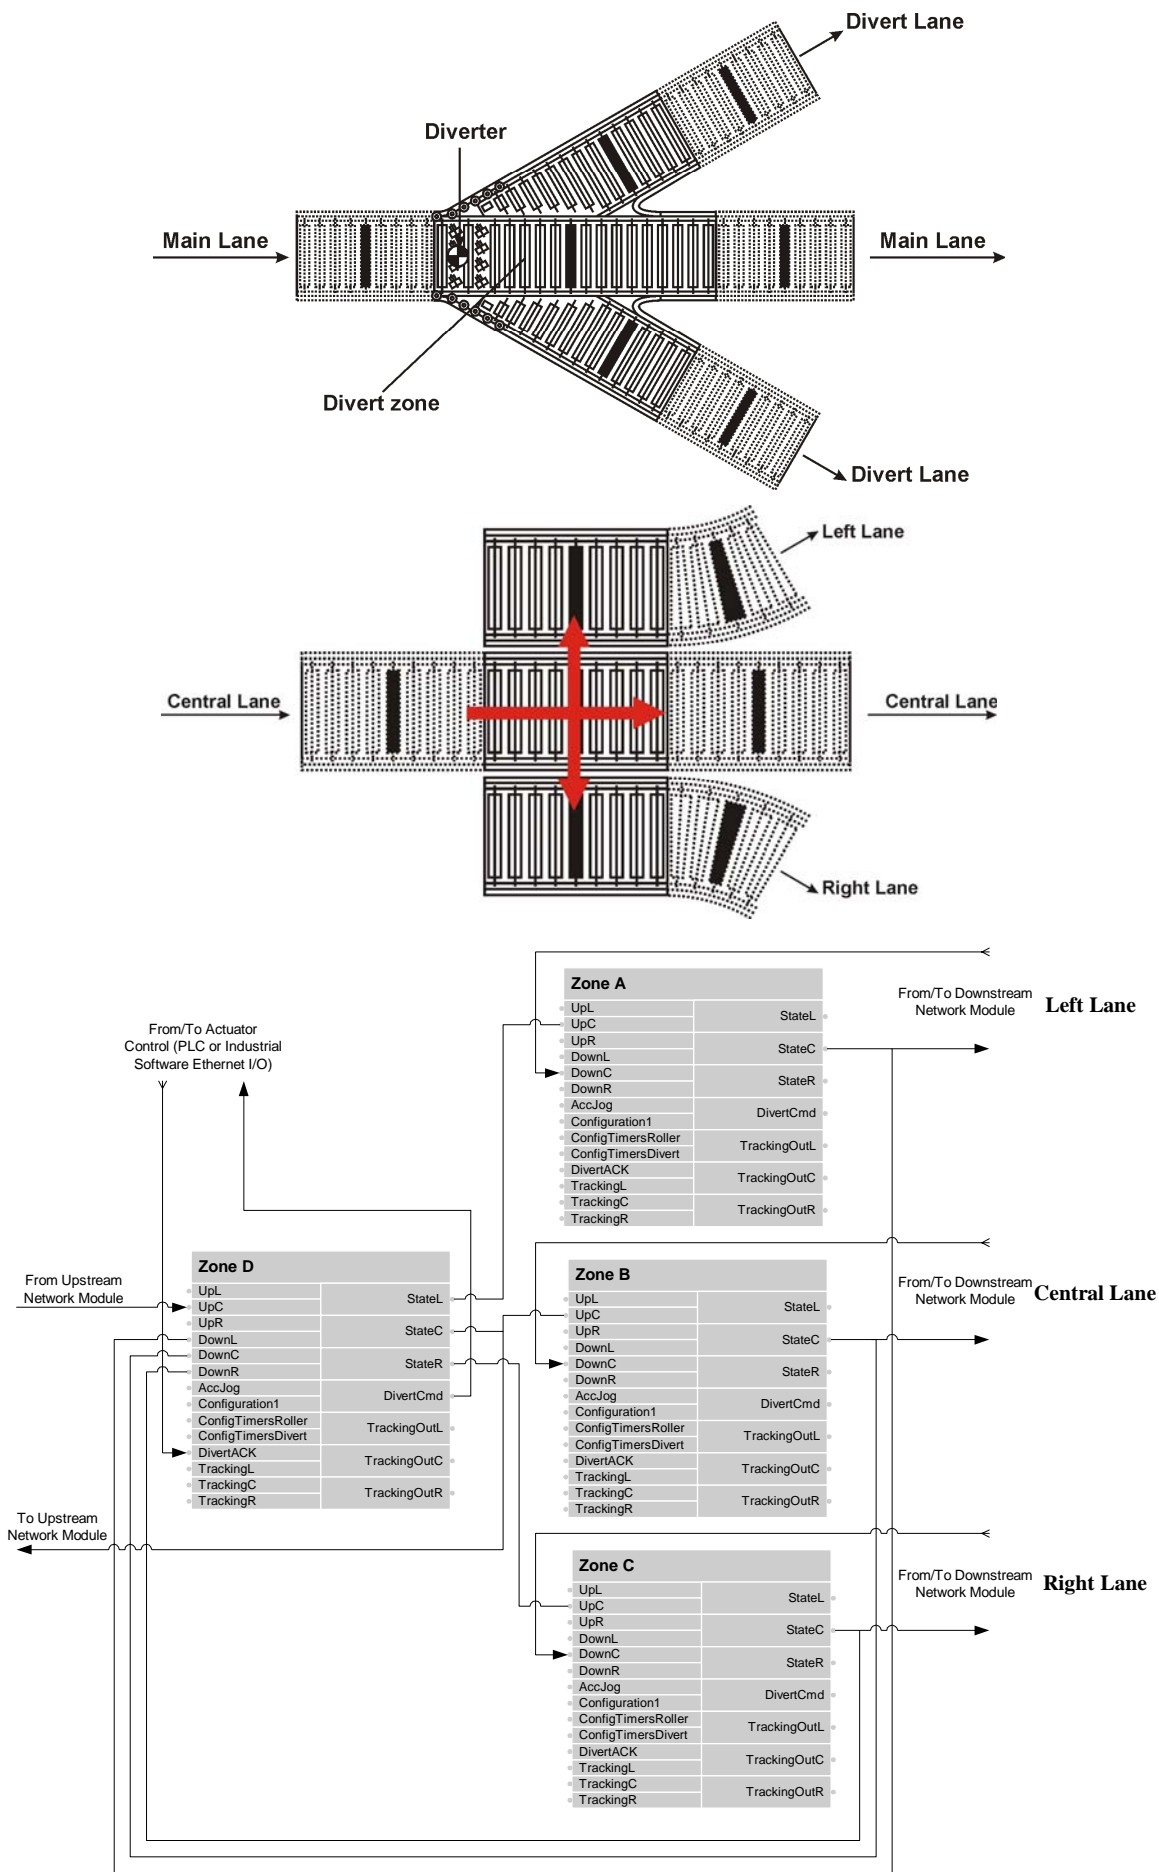 Divert Lane
Diverter
Main Lane
Main Lane
Divert zone
Divert Lane
Left Lane
Central Lane
Central Lane
Right Lane
Zone A
UpL
UpC
UpR
DownL
DownC
DownR
AccJog
Configuration1
ConfigTimersRoller
ConfigTimersDivert
DivertACK
TrackingL
TrackingC
TrackingR
StateL
StateC
StateR
DivertCmd
TrackingOutL
TrackingOutC
TrackingOutR
From/To Downstream
Network Module
Left Lane
From/To Actuator
Control (PLC or Industrial
Software Ethernet I/O)
Zone D
UpL
UpC
UpR
DownL
DownC
DownR
AccJog
Configuration1
ConfigTimersRoller
ConfigTimersDivert
DivertACK
TrackingL
TrackingC
TrackingR
StateL
StateC
StateR
DivertCmd
TrackingOutL
TrackingOutC
TrackingOutR
From Upstream
Network Module
To Upstream
Network Module
Zone B
UpL
UpC
UpR
DownL
DownC
DownR
AccJog
Configuration1
ConfigTimersRoller
ConfigTimersDivert
DivertACK
TrackingL
TrackingC
TrackingR
StateL
StateC
StateR
DivertCmd
TrackingOutL
TrackingOutC
TrackingOutR
From/To Downstream
Network Module
Central Lane
Zone C
UpL
UpC
UpR
DownL
DownC
DownR
AccJog
Configuration1
ConfigTimersRoller
ConfigTimersDivert
DivertACK
TrackingL
TrackingC
TrackingR
StateL
StateC
StateR
DivertCmd
TrackingOutL
TrackingOutC
TrackingOutR
From/To Downstream
Network Module
Right Lane